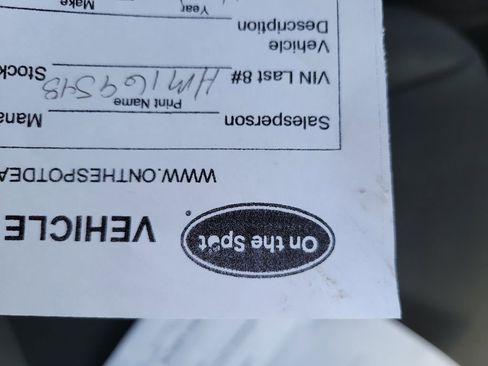 On the Spot
VEHICLE
WWW.ONTHESPOTDEA
Salesperson Mana
Print Name
VIN Last 8# HM169548 Stock
Vehicle
Description
Year Make